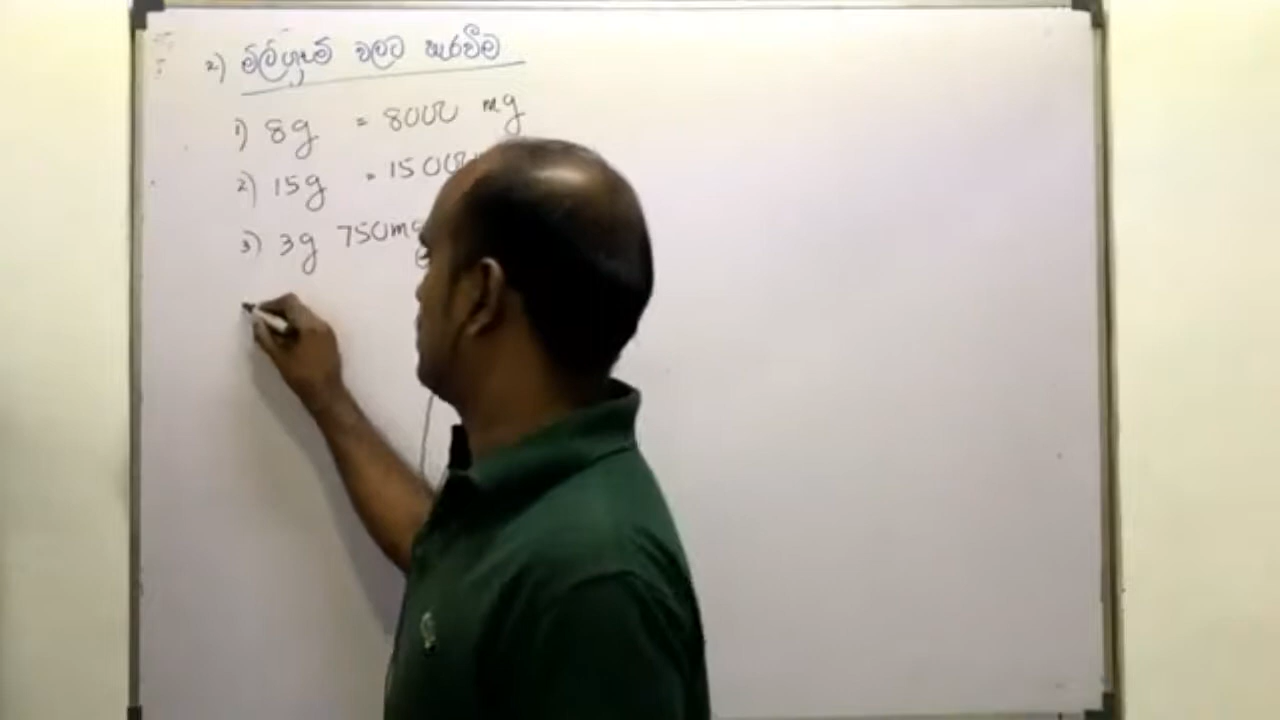 2) මිලිග්‍රෑම් වලට හැරවීම
1) 8g = 8000 mg
2) 15g = 15000
3) 3g 750mg